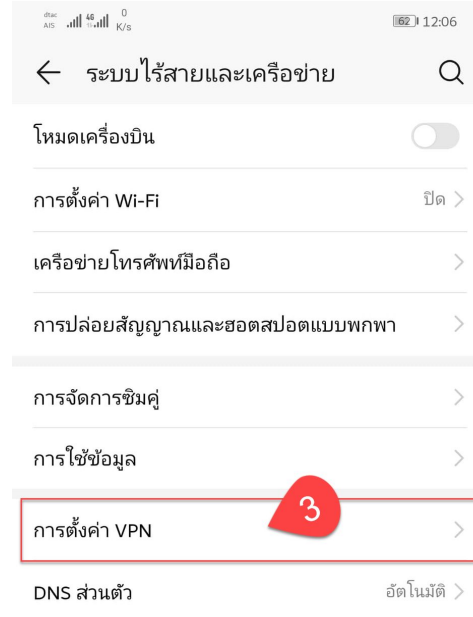 dtac AIS 4G 0 K/s 62 12:06
ระบบไร้สายและเครือข่าย
โหมดเครื่องบิน
การตั้งค่า Wi-Fi ปิด
เครือข่ายโทรศัพท์มือถือ
การปล่อยสัญญาณและฮอตสปอตแบบพกพา
การจัดการซิมคู่
การใช้ข้อมูล
3
การตั้งค่า VPN
DNS ส่วนตัว อัตโนมัติ